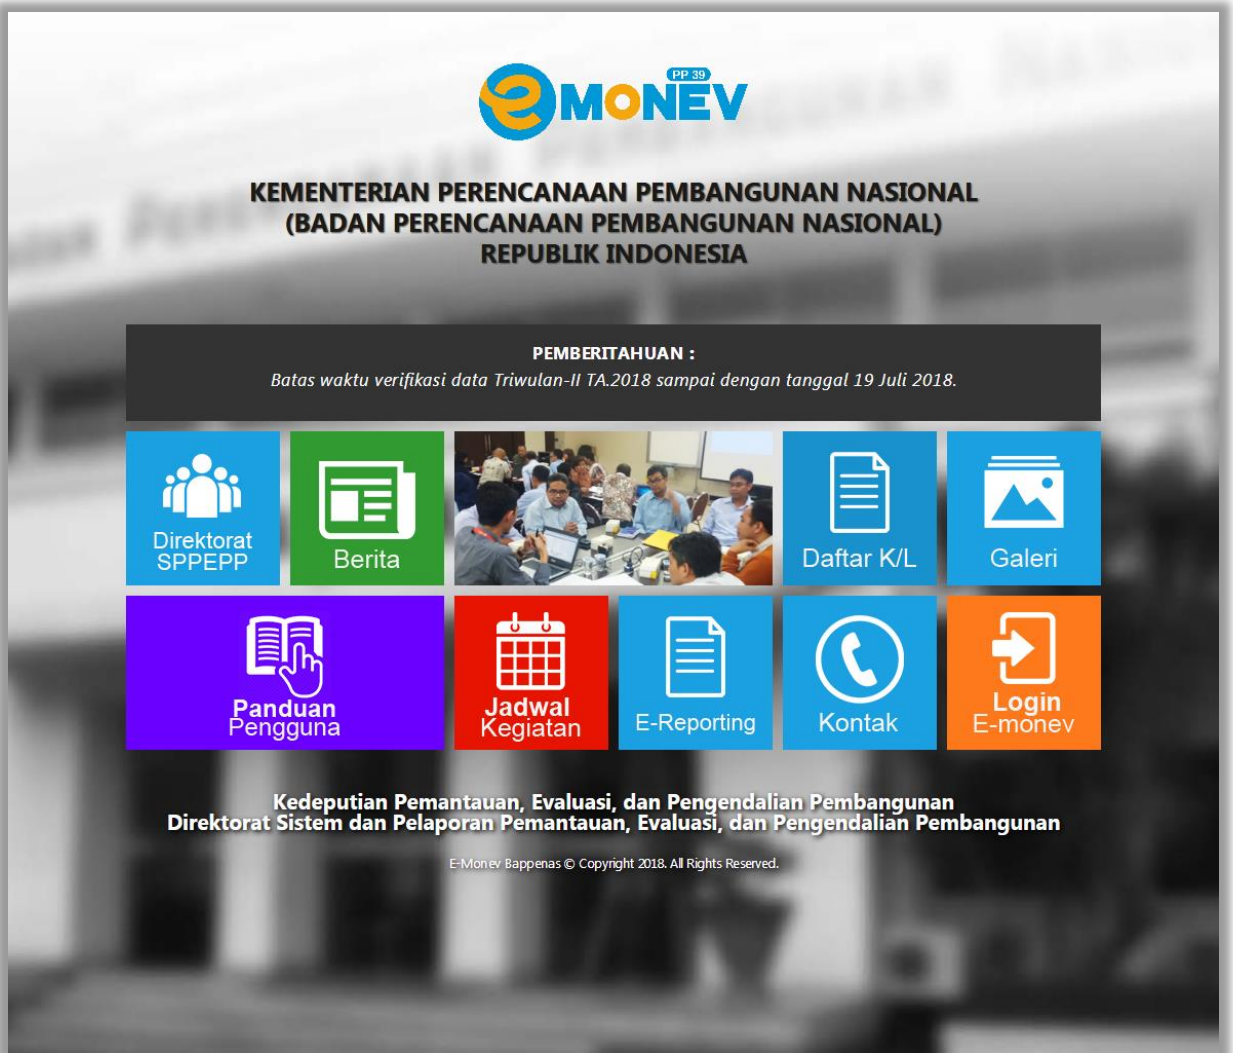 PP 39
eMONEV
KEMENTERIAN PERENCANAAN PEMBANGUNAN NASIONAL
(BADAN PERENCANAAN PEMBANGUNAN NASIONAL)
REPUBLIK INDONESIA
PEMBERITAHUAN :
Batas waktu verifikasi data Triwulan-II TA.2018 sampai dengan tanggal 19 Juli 2018.
Direktorat
SPPEPP
Berita
Daftar K/L
Galeri
Panduan
Pengguna
Jadwal
Kegiatan
E-Reporting
Kontak
Login
E-monev
Kedeputian Pemantauan, Evaluasi, dan Pengendalian Pembangunan
Direktorat Sistem dan Pelaporan Pemantauan, Evaluasi, dan Pengendalian Pembangunan
E-Monev Bappenas © Copyright 2018. All Rights Reserved.